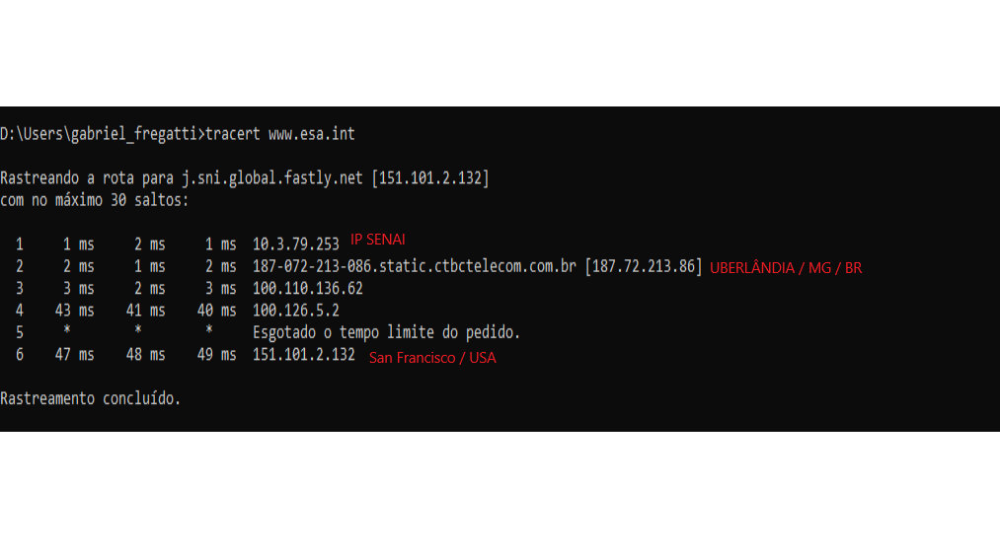 D:\Users\gabriel_fregatti>tracert www.esa.int
Rastreando a rota para j.sni.global.fastly.net [151.101.2.132]
com no máximo 30 saltos:
1 1 ms 2 ms 1 ms 10.3.79.253 IP SENAI
2 2 ms 1 ms 2 ms 187-072-213-086.static.ctbctelecom.com.br [187.72.213.86] UBERLÂNDIA / MG / BR
3 3 ms 2 ms 3 ms 100.110.136.62
4 43 ms 41 ms 40 ms 100.126.5.2
5 * * * Esgotado o tempo limite do pedido.
6 47 ms 48 ms 49 ms 151.101.2.132 San Francisco / USA
Rastreamento concluído.